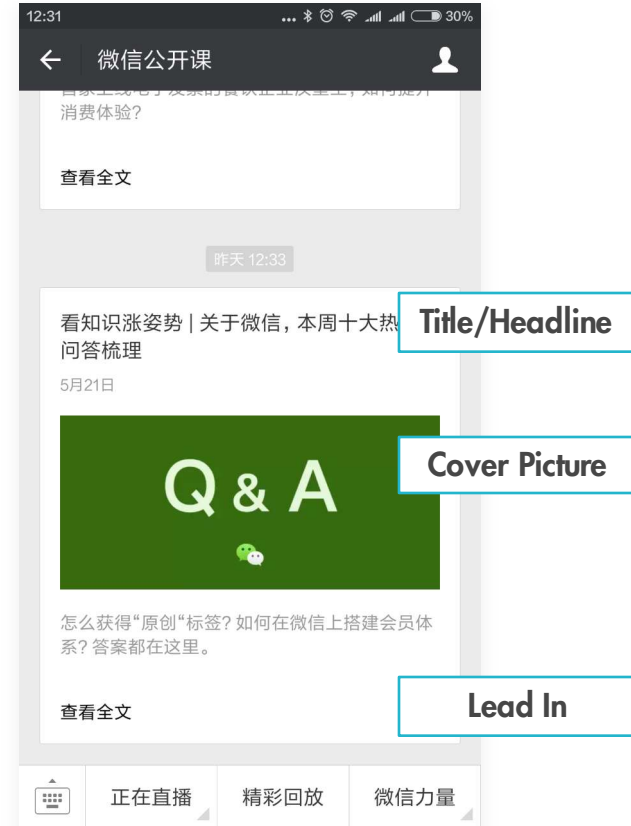 12:31
30%
微信公开课
消费体验?
查看全文
昨天 12:33
看知识涨姿势 | 关于微信，本周十大热
问答梳理
5月21日
Title/Headline
Q & A
Cover Picture
怎么获得“原创“标签? 如何在微信上搭建会员体
系? 答案都在这里。
查看全文
Lead In
正在直播
精彩回放
微信力量